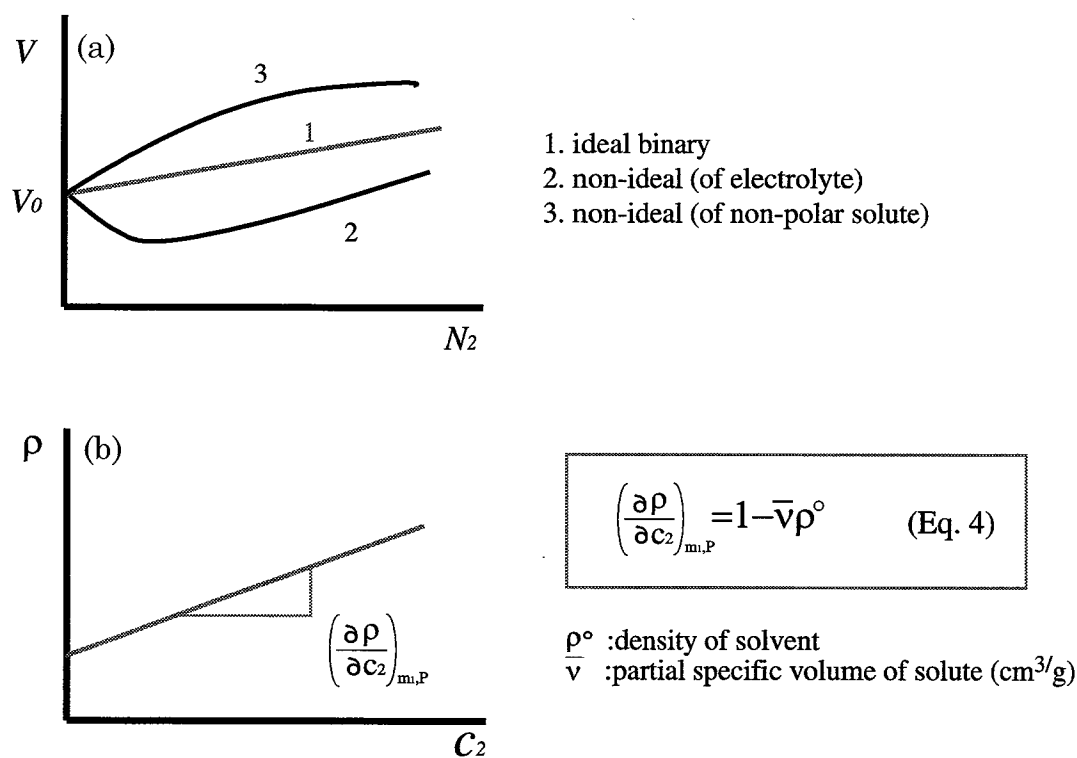 V (a)
3
1
V₀
2
N₂
1. ideal binary
2. non-ideal (of electrolyte)
3. non-ideal (of non-polar solute)
ρ (b)
(∂ρ/∂c₂)m₁,P
C₂
(∂ρ/∂c₂)m₁,P =1−v̅ρ° (Eq. 4)
ρ° :density of solvent
v̅ :partial specific volume of solute (cm³/g)